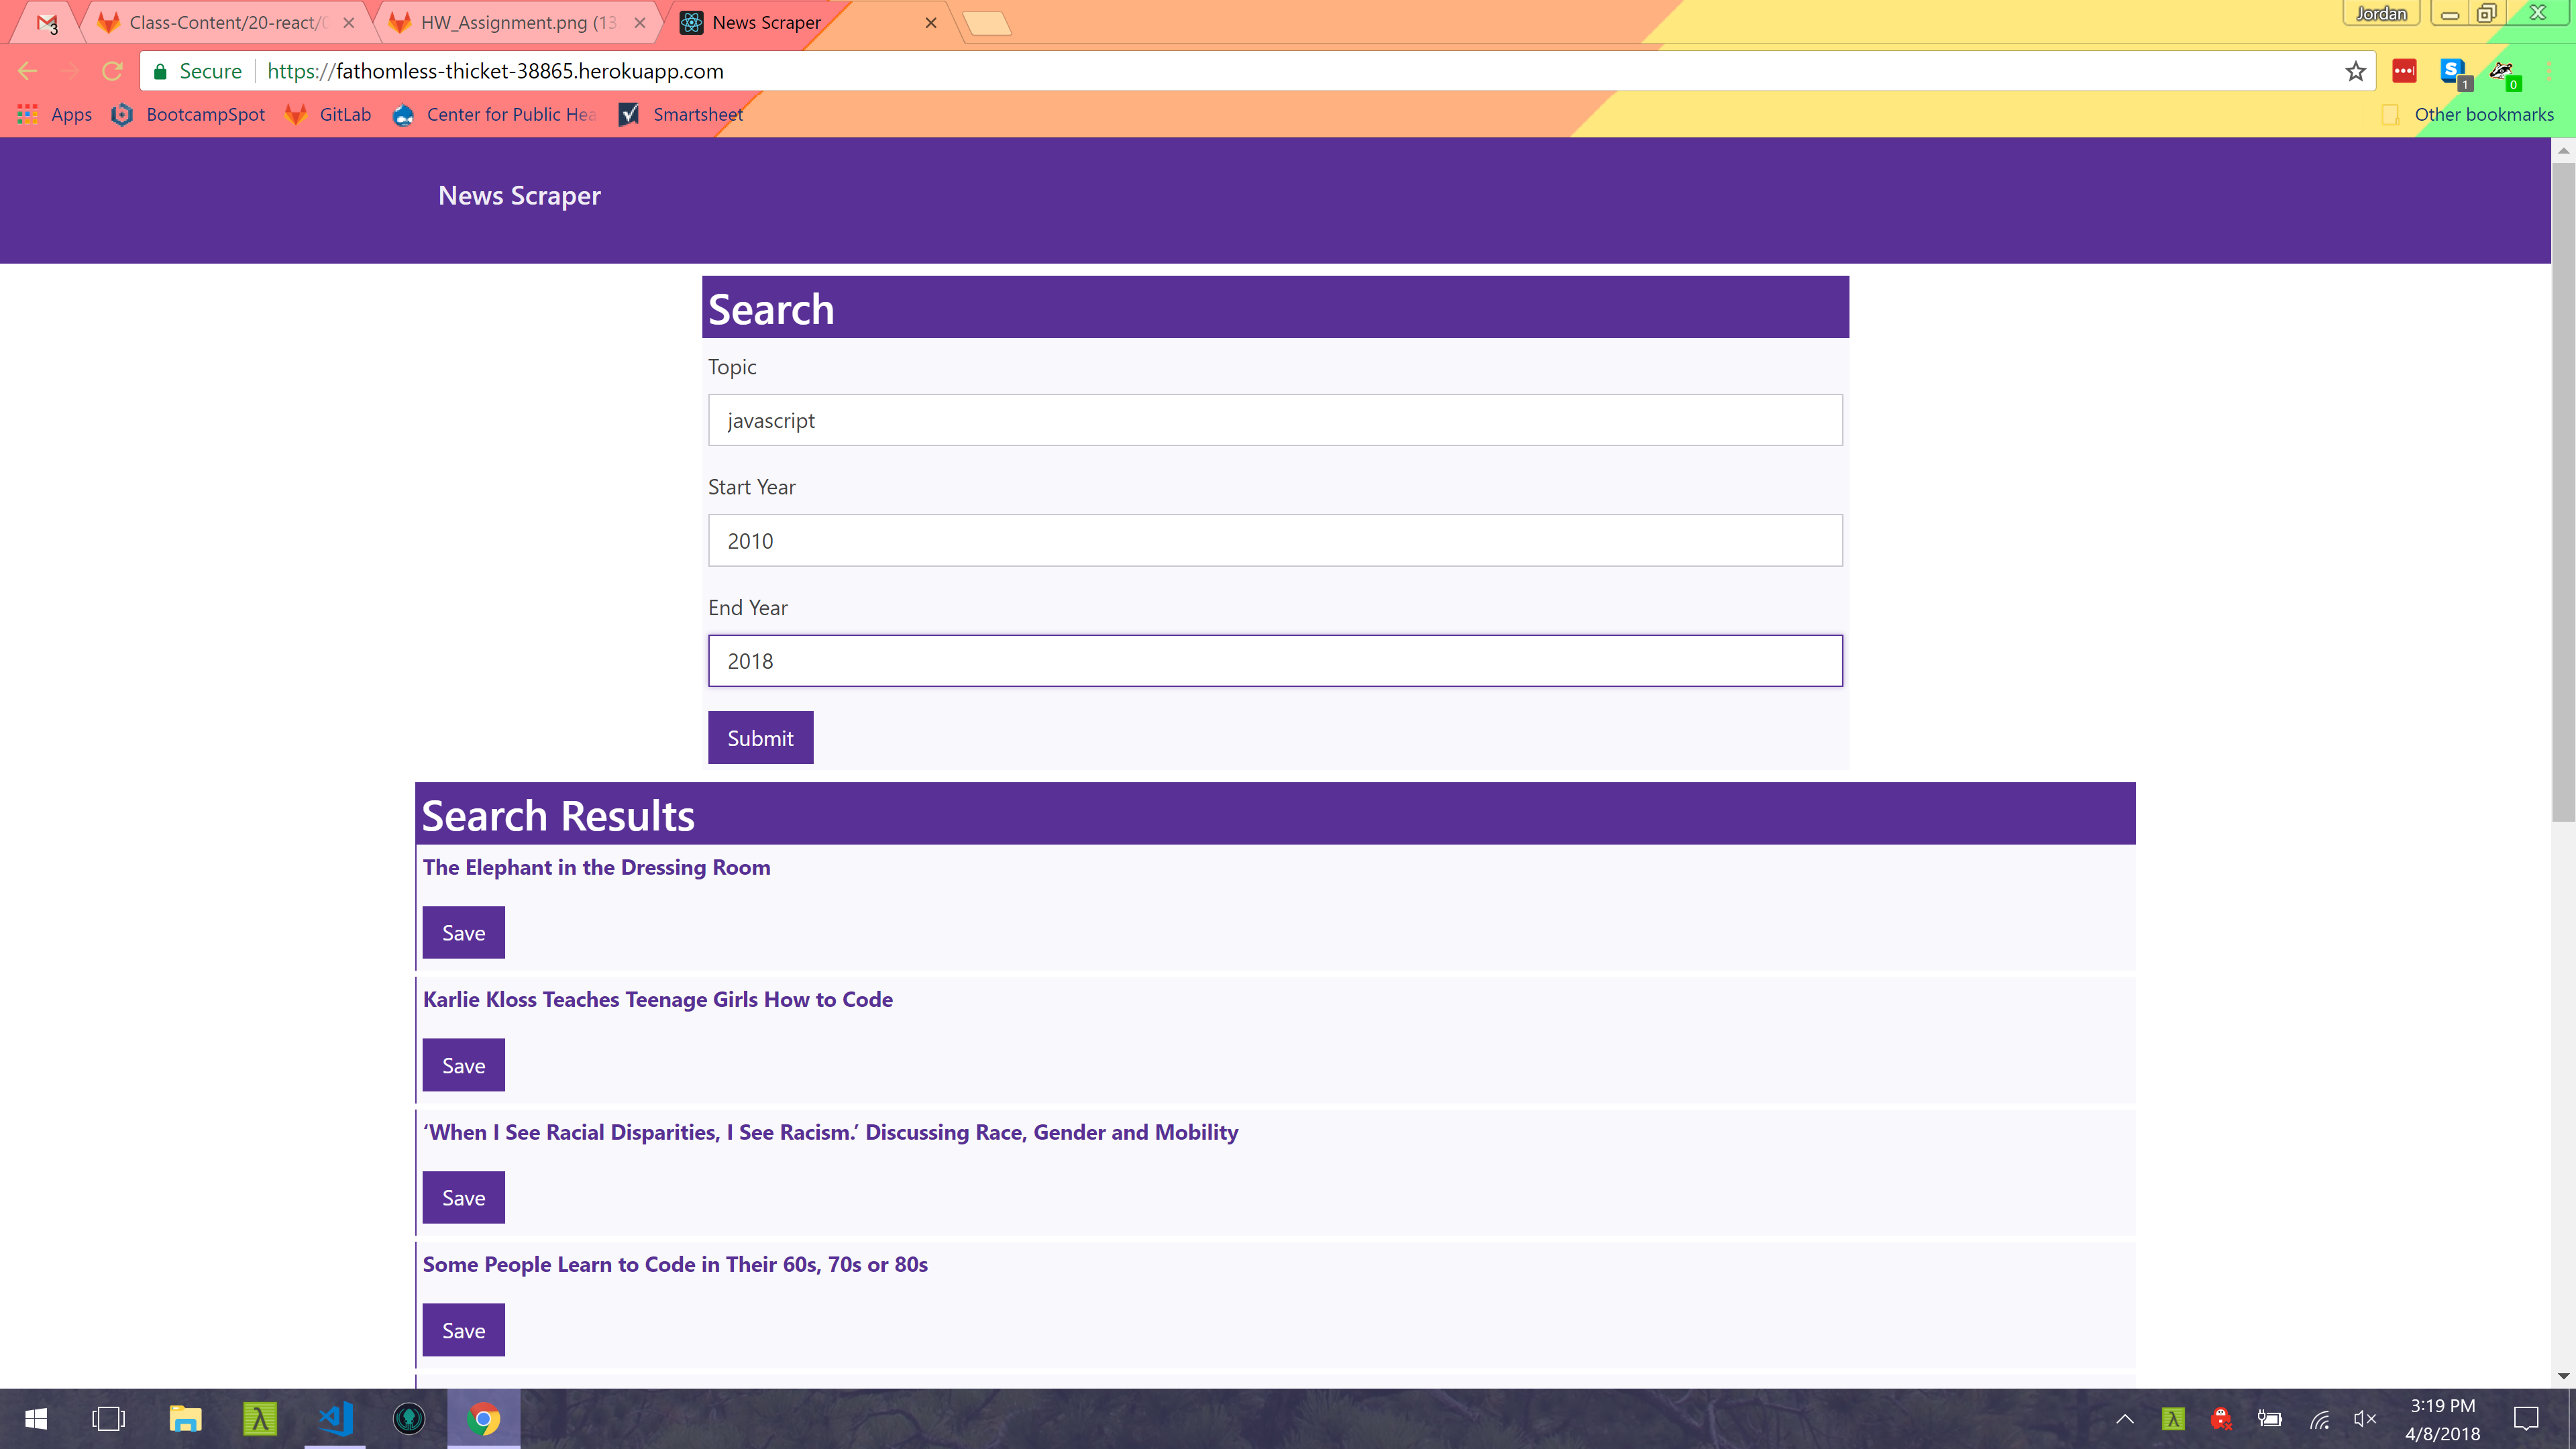 3
Class-Content/20-react/
HW_Assignment.png (13
News Scraper
Jordan
Secure https://fathomless-thicket-38865.herokuapp.com
S 1 0
Apps BootcampSpot GitLab Center for Public Hea Smartsheet Other bookmarks
News Scraper
Search
Topic
javascript
Start Year
2010
End Year
2018
Submit
Search Results
The Elephant in the Dressing Room
Save
Karlie Kloss Teaches Teenage Girls How to Code
Save
‘When I See Racial Disparities, I See Racism.’ Discussing Race, Gender and Mobility
Save
Some People Learn to Code in Their 60s, 70s or 80s
Save
3:19 PM
4/8/2018